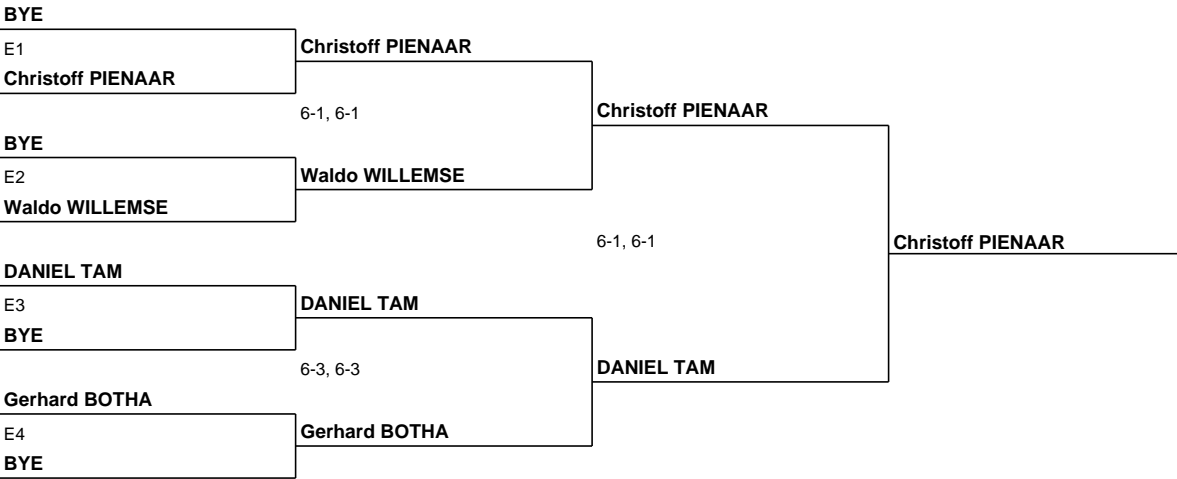 BYE
E1
Christoff PIENAAR
Christoff PIENAAR
6-1, 6-1
BYE
E2
Waldo WILLEMSE
Waldo WILLEMSE
Christoff PIENAAR
6-1, 6-1
DANIEL TAM
E3
BYE
DANIEL TAM
6-3, 6-3
Gerhard BOTHA
E4
BYE
Gerhard BOTHA
DANIEL TAM
Christoff PIENAAR